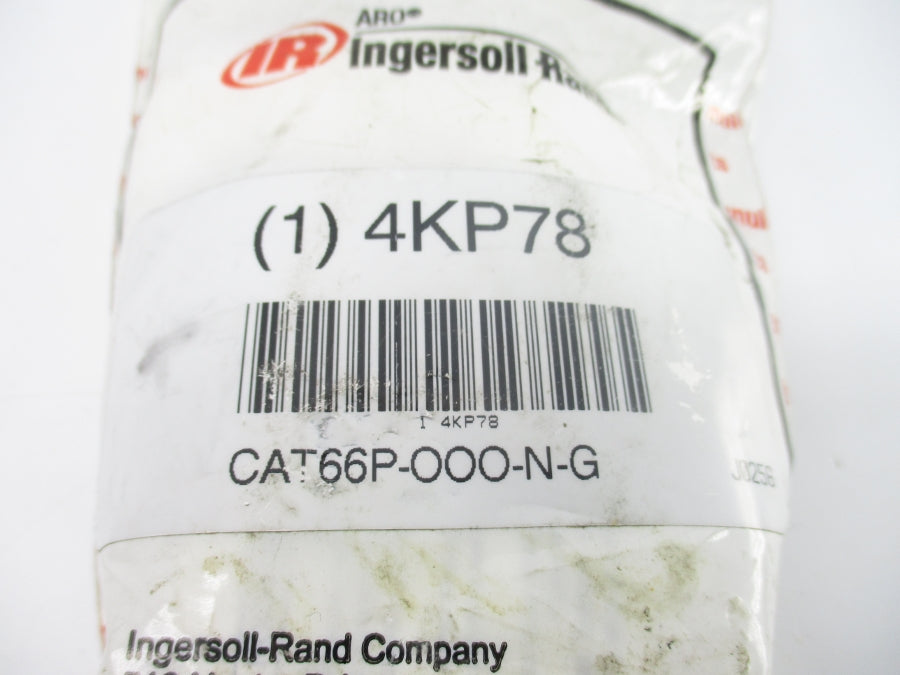 ARO®
IR Ingersoll-Rand
(1) 4KP78
I 4KP78
CAT66P-OOO-N-G
Ingersoll-Rand Company